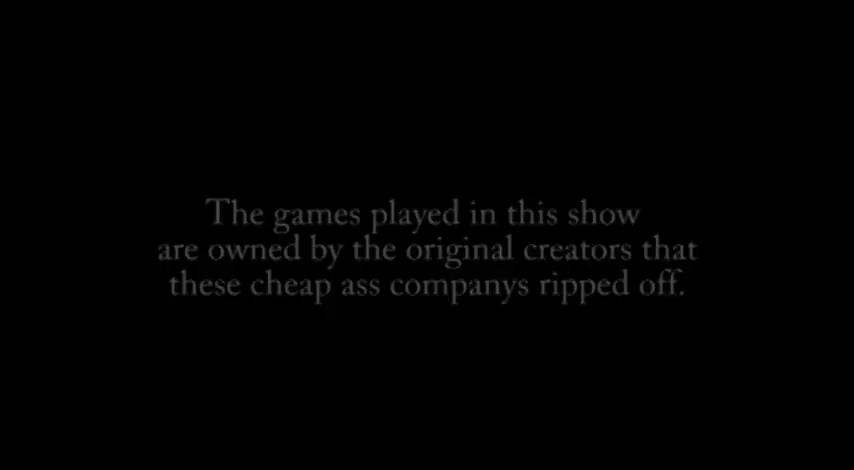 The games played in this show
are owned by the original creators that
these cheap ass companys ripped off.